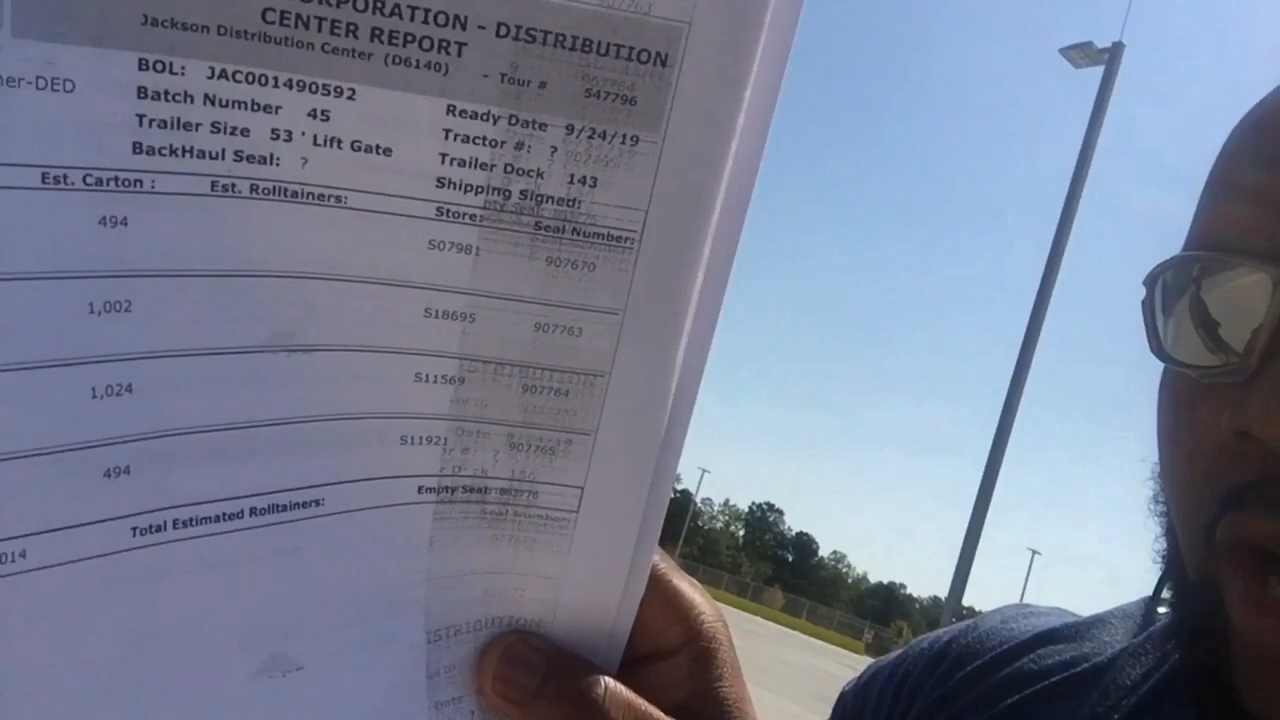 907763
RPORATION - DISTRIBUTION
CENTER REPORT
Jackson Distribution Center (D6140) - Tour # 547796
er-DED
BOL: JAC001490592
Batch Number 45
Trailer Size 53 ' Lift Gate
BackHaul Seal: ?
Ready Date 9/24/19
Tractor #: ?
Trailer Dock 143
Shipping Signed:
Est. Carton : Est. Rolltainers: Store: Seal Number:
494 S07981 907670
1,002 S18695 907763
1,024 S11569 907764
494 S11921 907765
Empty Seal:
014 Total Estimated Rolltainers: